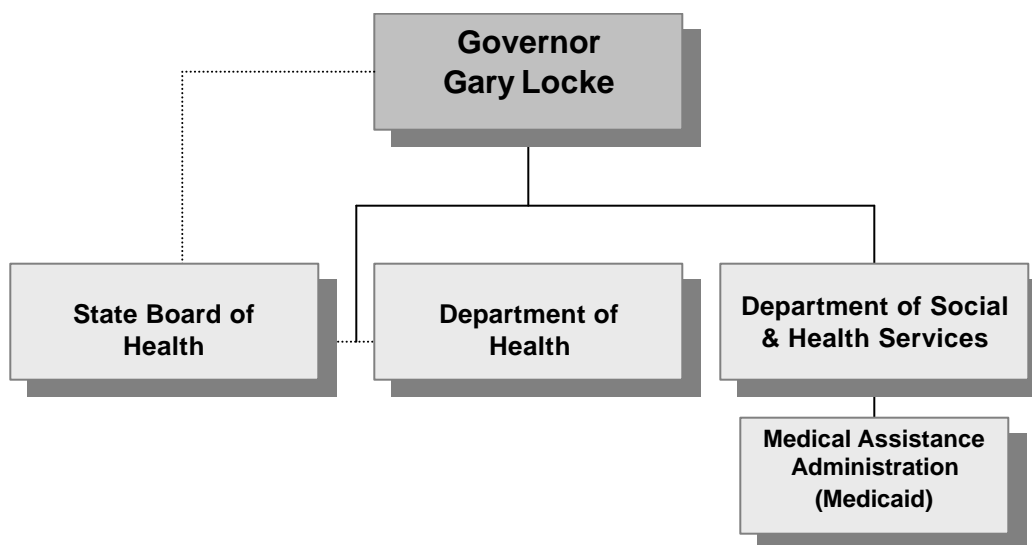 Governor
Gary Locke
State Board of
Health
Department of
Health
Department of Social
& Health Services
Medical Assistance
Administration
(Medicaid)